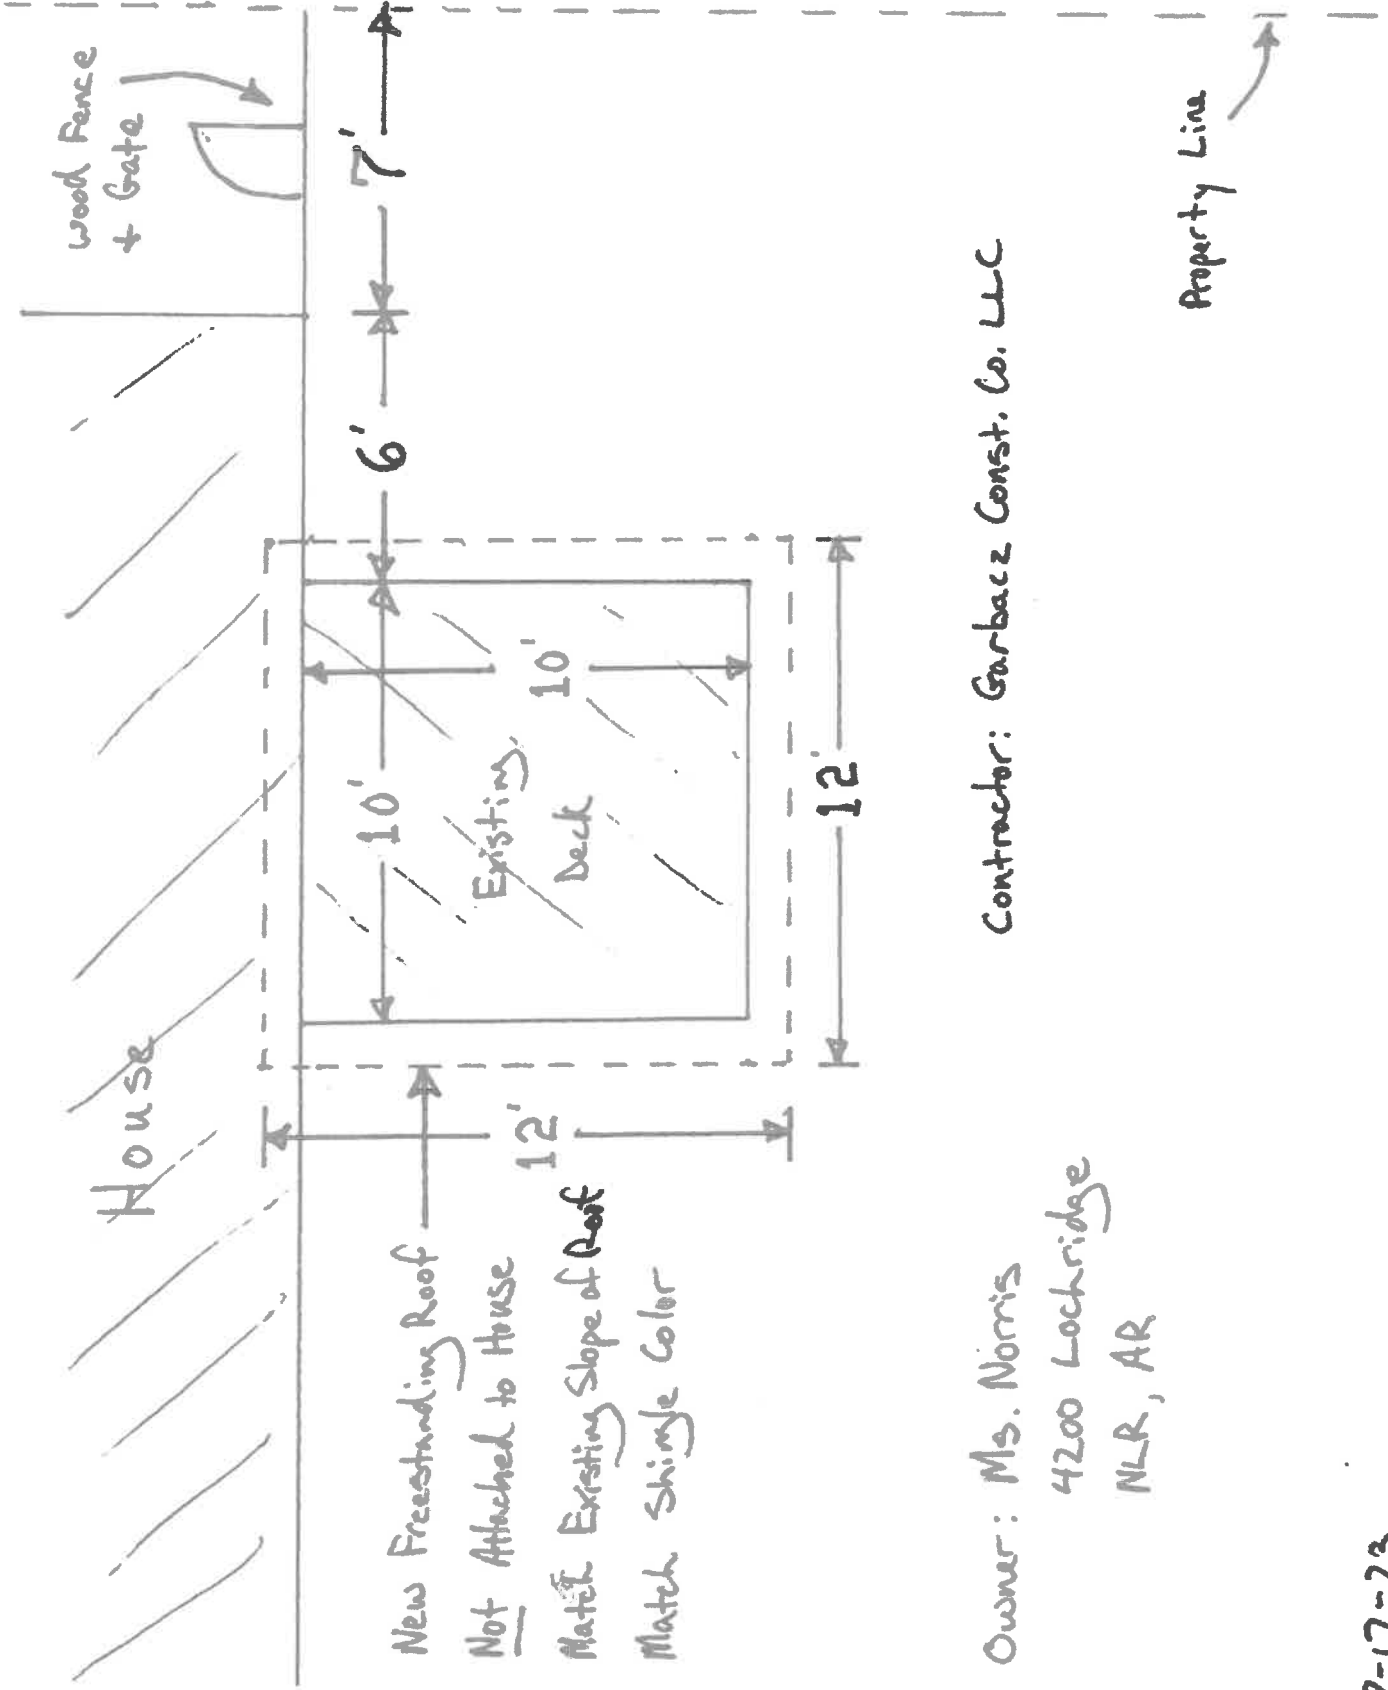 House
wood Fence
+ Gate
7'
6'
10'
10'
Existing
Deck
12'
12'
New Freestanding Roof
Not Attached to House
Match Existing Slope of Roof
Match Shingle Color
Owner: Ms. Norris
4200 Lochridge
NLR, AR
Contractor: Garbacz Const. Co. LLC
Property Line
-17-23